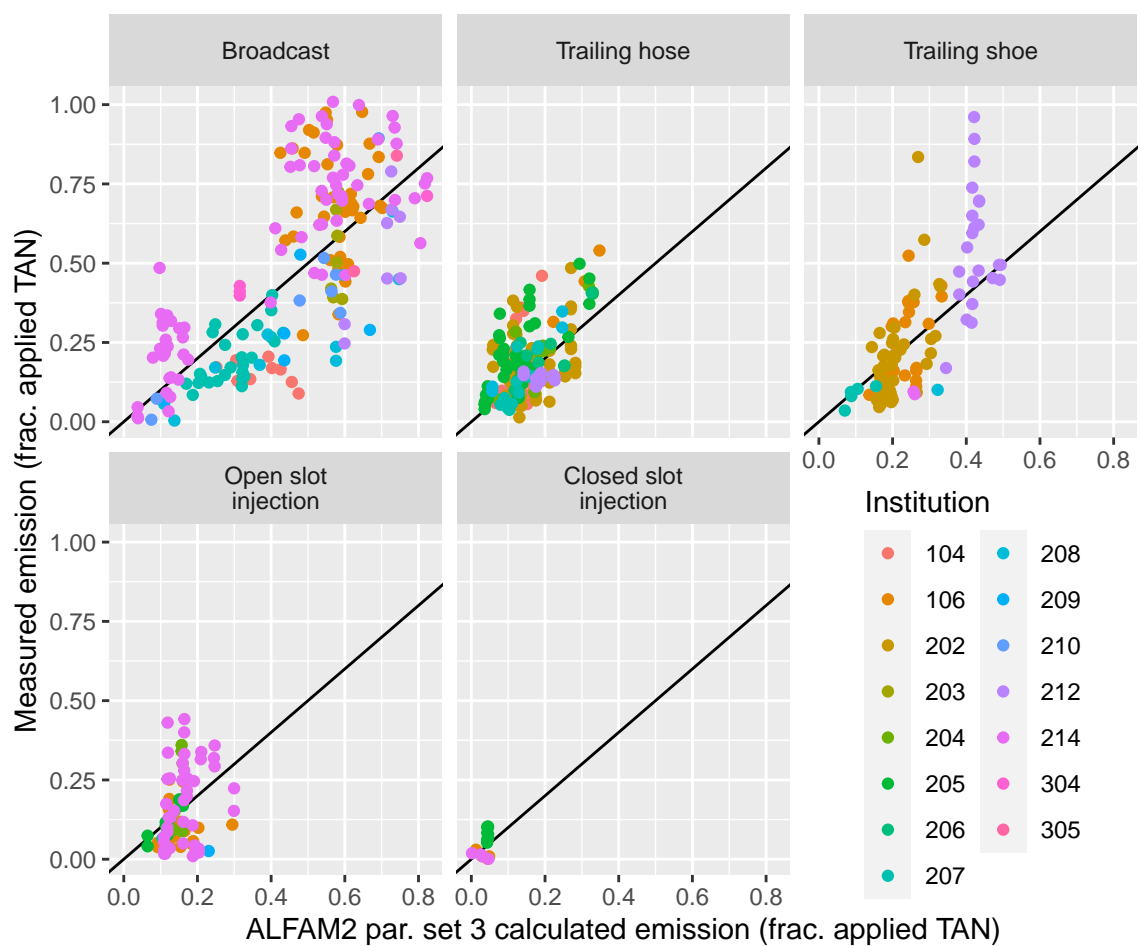 Broadcast
Trailing hose
Trailing shoe
1.00
0.75
0.50
0.25
0.00
0.0 0.2 0.4 0.6 0.8
Open slot
injection
Closed slot
injection
1.00
0.75
0.50
0.25
0.00
0.0 0.2 0.4 0.6 0.8
0.0 0.2 0.4 0.6 0.8
Measured emission (frac. applied TAN)
ALFAM2 par. set 3 calculated emission (frac. applied TAN)
Institution
104
106
202
203
204
205
206
207
208
209
210
212
214
304
305